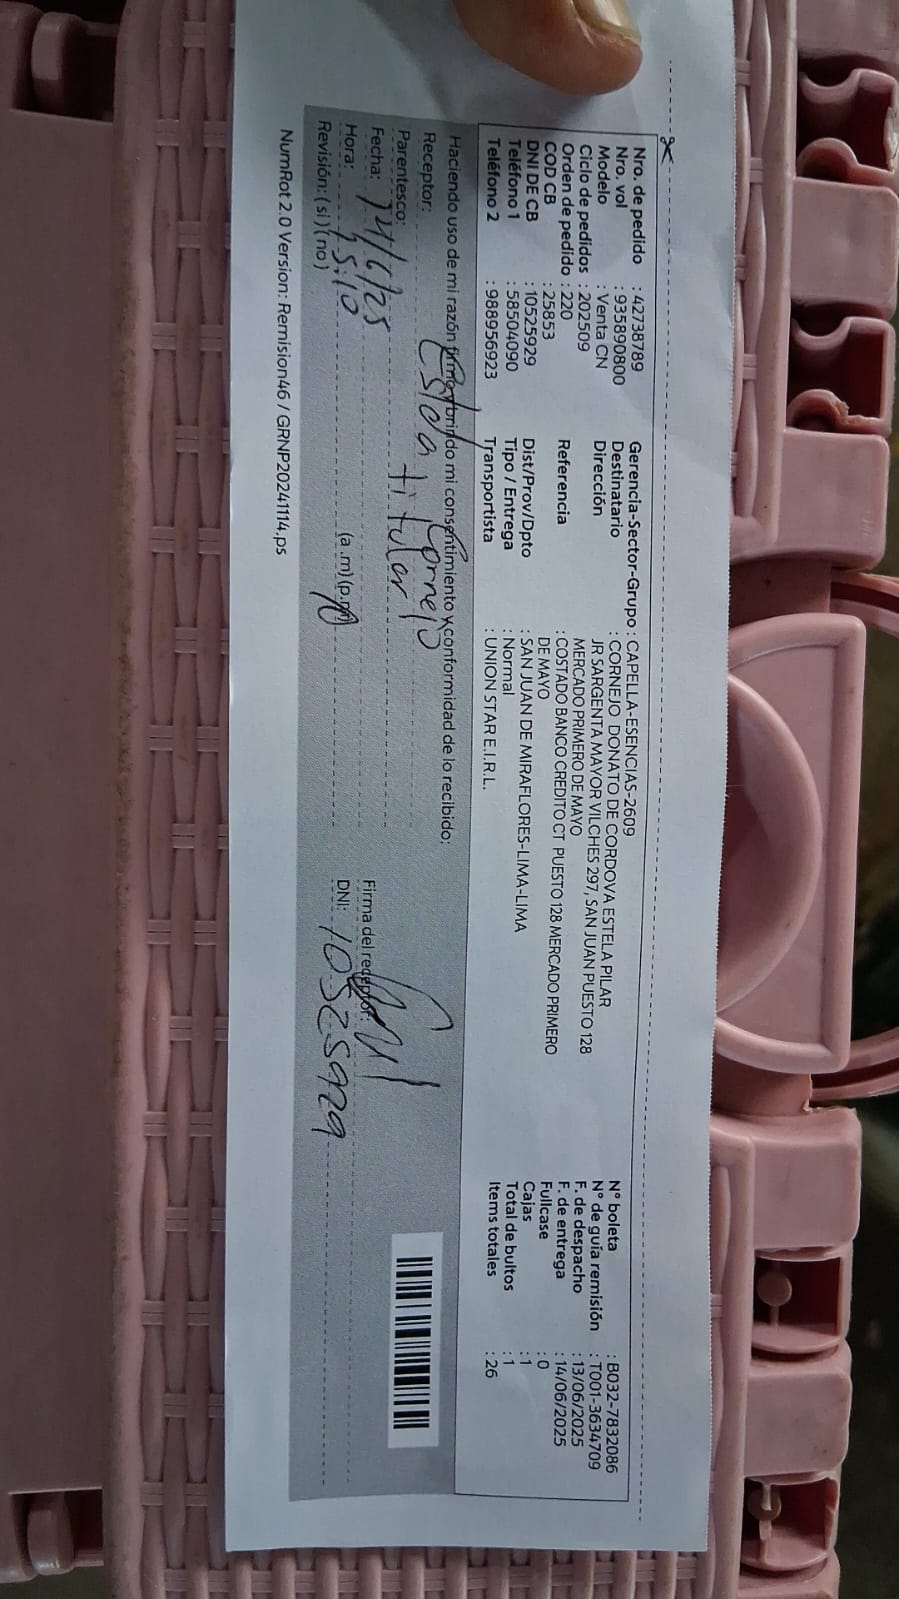 Nro. de pedido : 42738789
Nro. vol : 935890800
Modelo : Venta CN
Ciclo de pedidos : 202509
Orden de pedido : 220
COD CB : 25853
DNI DE CB : 10525929
Teléfono 1 : 58504090
Teléfono 2 : 988956923
Gerencia-Sector-Grupo : CAPELLA-ESENCIAS-2609
Destinatario : CORNEJO DONATO DE CORDOVA ESTELA PILAR
Dirección : JR SARGENTA MAYOR VILCHES 297, SAN JUAN PUESTO 128
MERCADO PRIMERO DE MAYO
Referencia : COSTADO BANCO CREDITO CT PUESTO 128 MERCADO PRIMERO
DE MAYO
Dist/Prov/Dpto : SAN JUAN DE MIRAFLORES-LIMA-LIMA
Tipo / Entrega : Normal
Transportista : UNION STAR E.I.R.L.
N° boleta : B032-7832086
N° de guía remisión : T001-3634709
F. de despacho : 13/06/2025
F. de entrega : 14/06/2025
Fullcase : 0
Cajas : 1
Total de bultos : 1
Items totales : 26
Haciendo uso de mi razón firmo, brindo mi consentimiento y conformidad de lo recibido:
Receptor: Estela Cornejo
Parentesco: titular
Fecha: 14/6/25
Hora: (a.m)(p.m)
Revisión: (si)(no)
Firma del receptor:
DNI: 10525929
NumRot 2.0 Version: Remision46 / GRNP20241114.ps